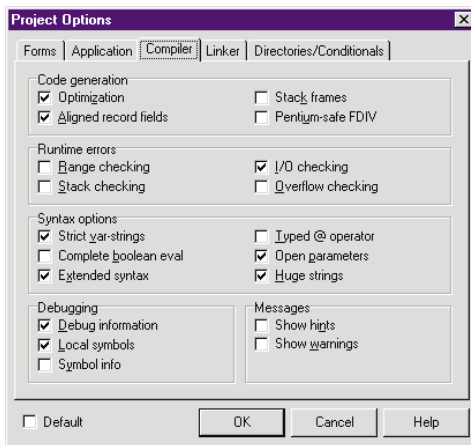 Project Options
Forms Application Compiler Linker Directories/Conditionals
Code generation
Optimization Stack frames
Aligned record fields Pentium-safe FDIV
Runtime errors
Range checking I/O checking
Stack checking Overflow checking
Syntax options
Strict var-strings Typed @ operator
Complete boolean eval Open parameters
Extended syntax Huge strings
Debugging Messages
Debug information Show hints
Local symbols Show warnings
Symbol info
Default OK Cancel Help